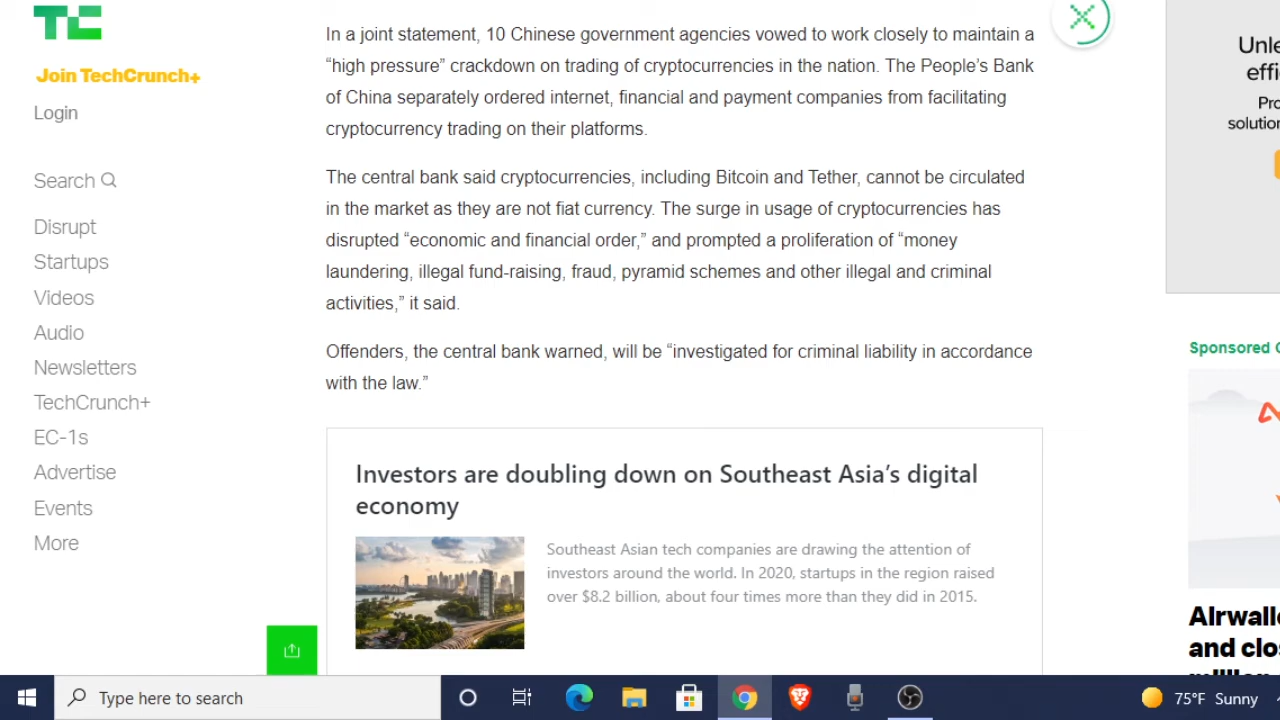 TC
Join TechCrunch+
Login
Search
Disrupt
Startups
Videos
Audio
Newsletters
TechCrunch+
EC-1s
Advertise
Events
More
In a joint statement, 10 Chinese government agencies vowed to work closely to maintain a
“high pressure” crackdown on trading of cryptocurrencies in the nation. The People’s Bank
of China separately ordered internet, financial and payment companies from facilitating
cryptocurrency trading on their platforms.
The central bank said cryptocurrencies, including Bitcoin and Tether, cannot be circulated
in the market as they are not fiat currency. The surge in usage of cryptocurrencies has
disrupted “economic and financial order,” and prompted a proliferation of “money
laundering, illegal fund-raising, fraud, pyramid schemes and other illegal and criminal
activities,” it said.
Offenders, the central bank warned, will be “investigated for criminal liability in accordance
with the law.”
Investors are doubling down on Southeast Asia’s digital
economy
Southeast Asian tech companies are drawing the attention of
investors around the world. In 2020, startups in the region raised
over $8.2 billion, about four times more than they did in 2015.
Sponsored
and
Type here to search
75°F Sunny